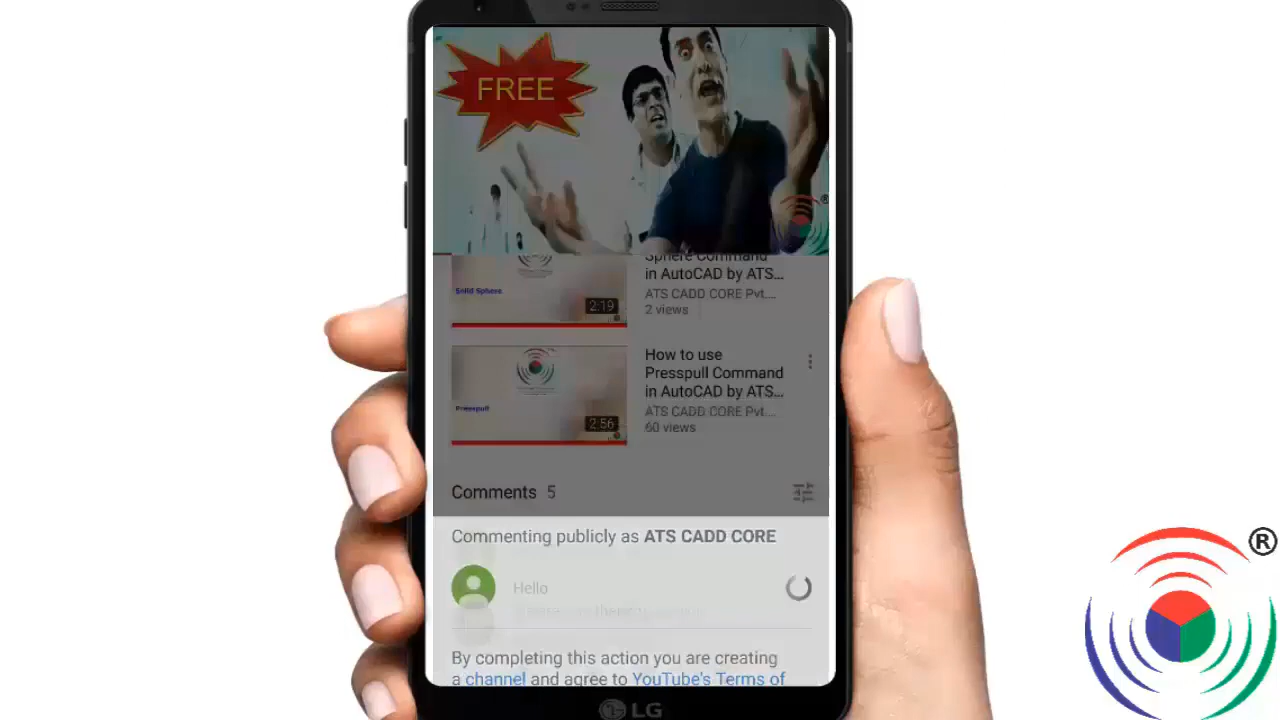 FREE
®
Sphere Command
in AutoCAD by ATS...
Solid Sphere
2:19
ATS CADD CORE Pvt....
2 views
How to use
Presspull Command
in AutoCAD by ATS...
Presspull
2:56
ATS CADD CORE Pvt....
60 views
Comments 5
Commenting publicly as ATS CADD CORE
Hello
By completing this action you are creating
a channel and agree to YouTube's Terms of
LG
®